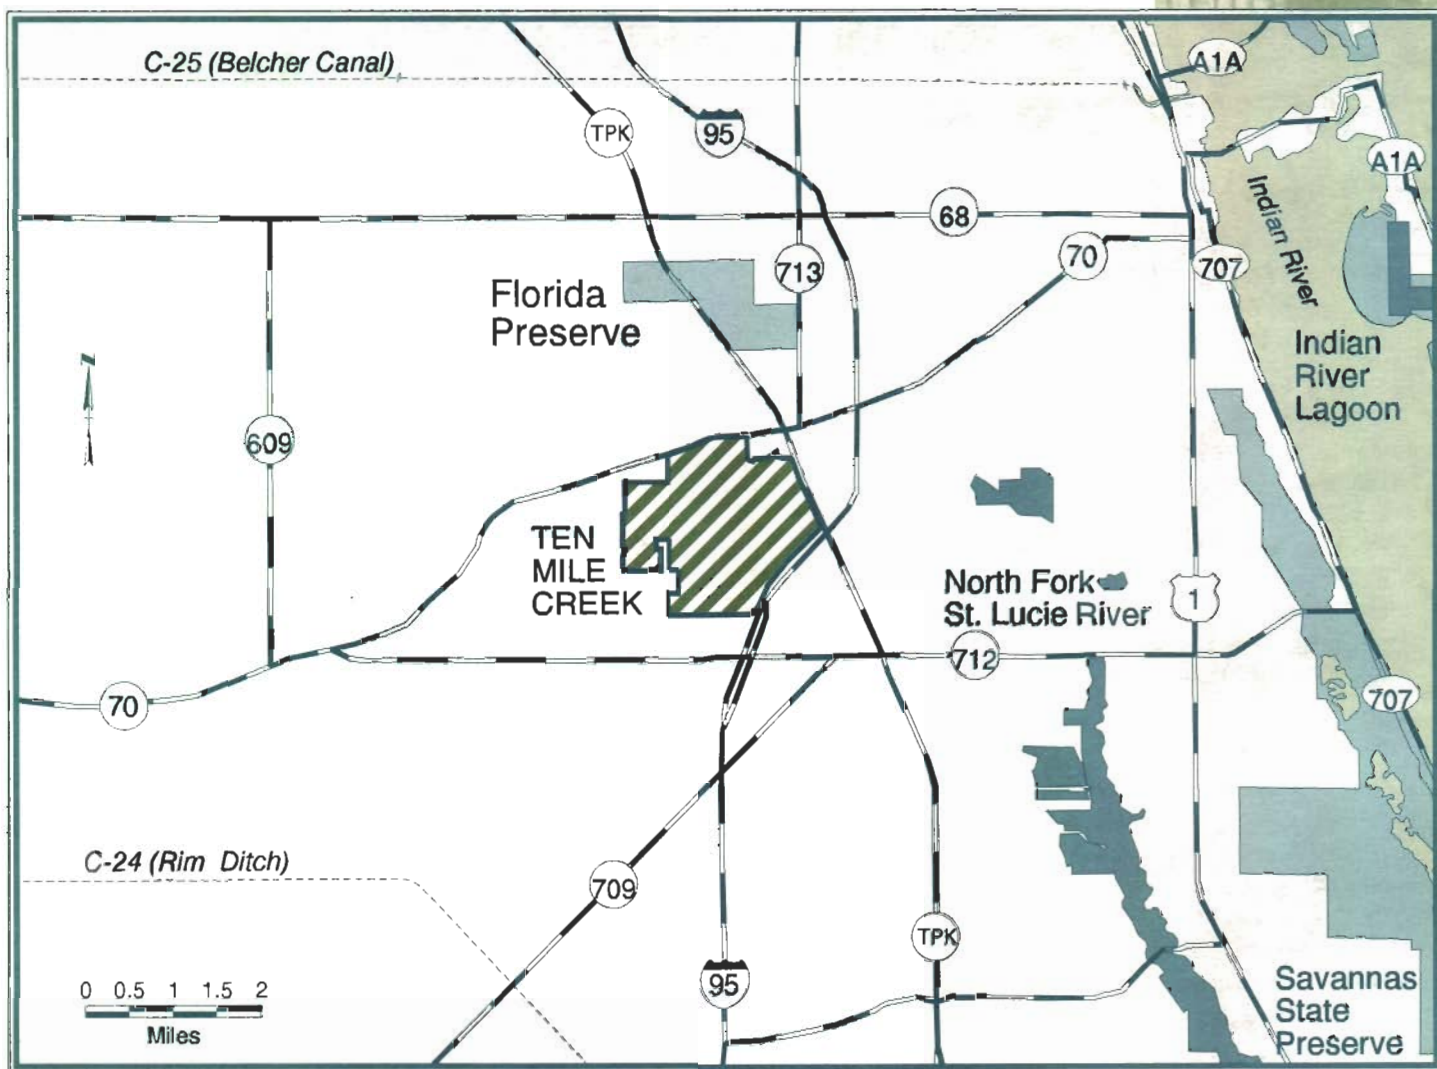 C-25 (Belcher Canal)
A1A
TPK
95
A1A
68
Indian River
70
713
707
Florida
Preserve
N
Indian
River
Lagoon
609
TEN
MILE
CREEK
North Fork
St. Lucie River
1
712
70
707
C-24 (Rim Ditch)
709
TPK
95
0 0.5 1 1.5 2
Miles
Savannas
State
Preserve